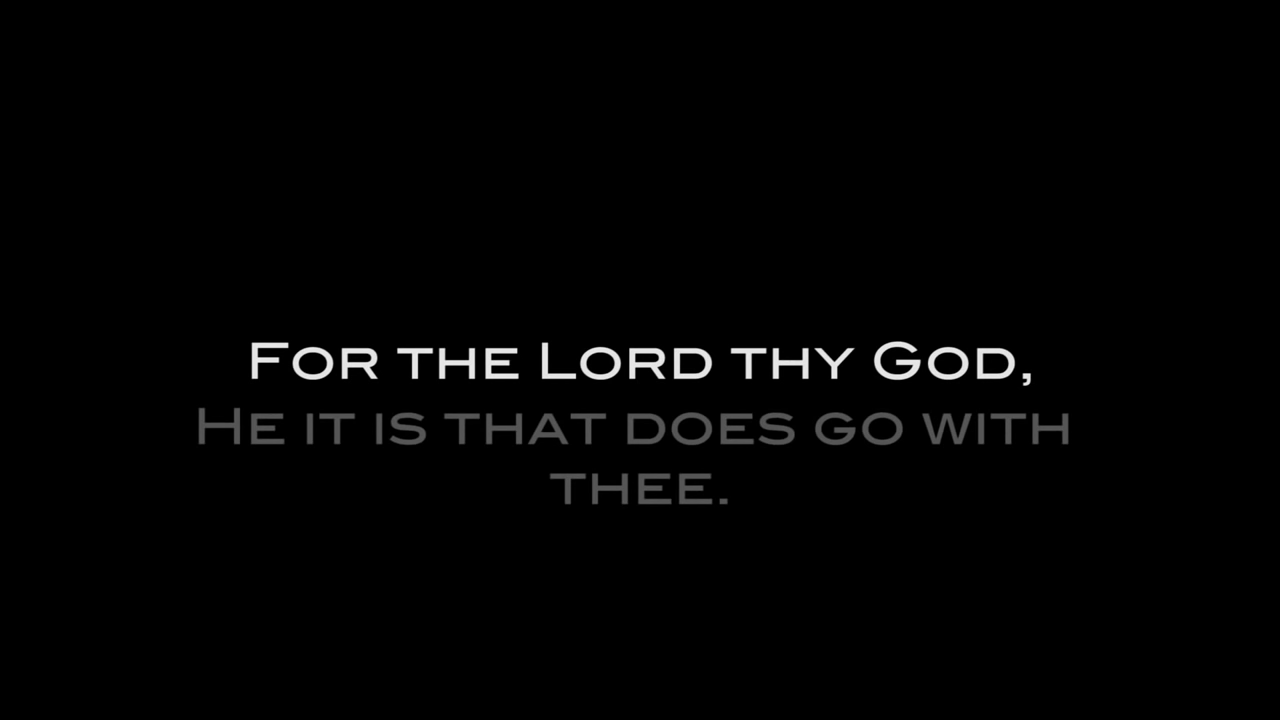 For the Lord thy God,
He it is that does go with
thee.